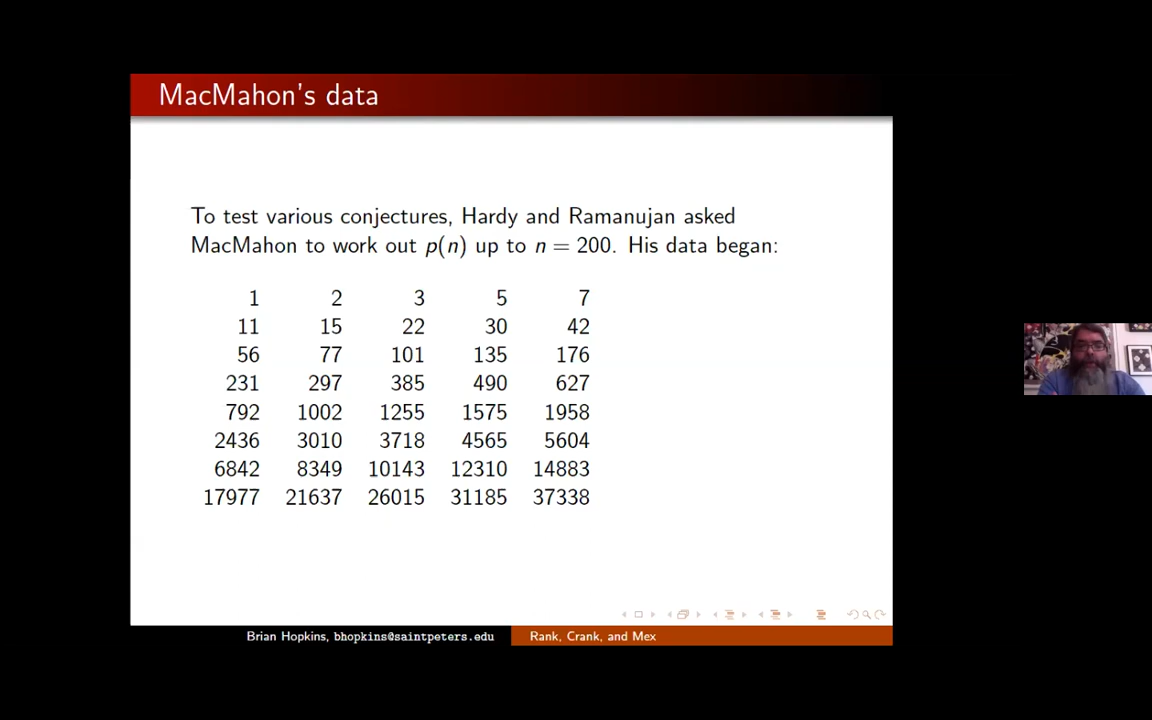 MacMahon's data
To test various conjectures, Hardy and Ramanujan asked
MacMahon to work out p(n) up to n = 200. His data began:
1 2 3 5 7
11 15 22 30 42
56 77 101 135 176
231 297 385 490 627
792 1002 1255 1575 1958
2436 3010 3718 4565 5604
6842 8349 10143 12310 14883
17977 21637 26015 31185 37338
Brian Hopkins, bhopkins@saintpeters.edu Rank, Crank, and Mex